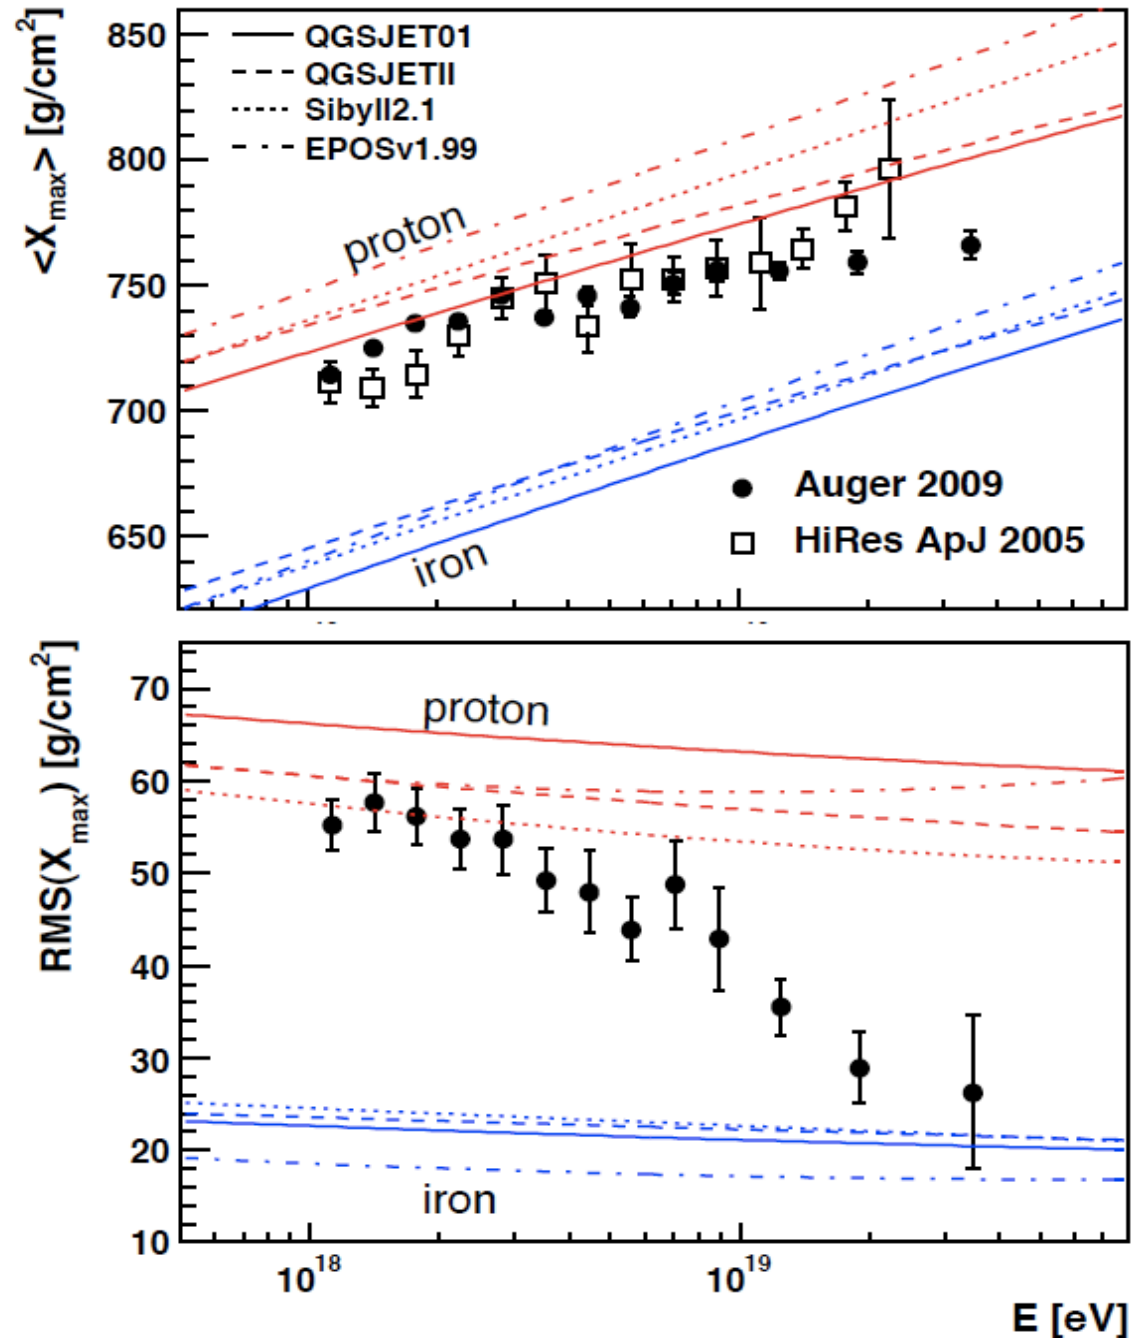 <X_max> [g/cm²]
850
800
750
700
650
QGSJET01
QGSJETII
Sibyll2.1
EPOSv1.99
proton
iron
Auger 2009
HiRes ApJ 2005
RMS(X_max) [g/cm²]
70
60
50
40
30
20
10
proton
iron
10^18
10^19
E [eV]